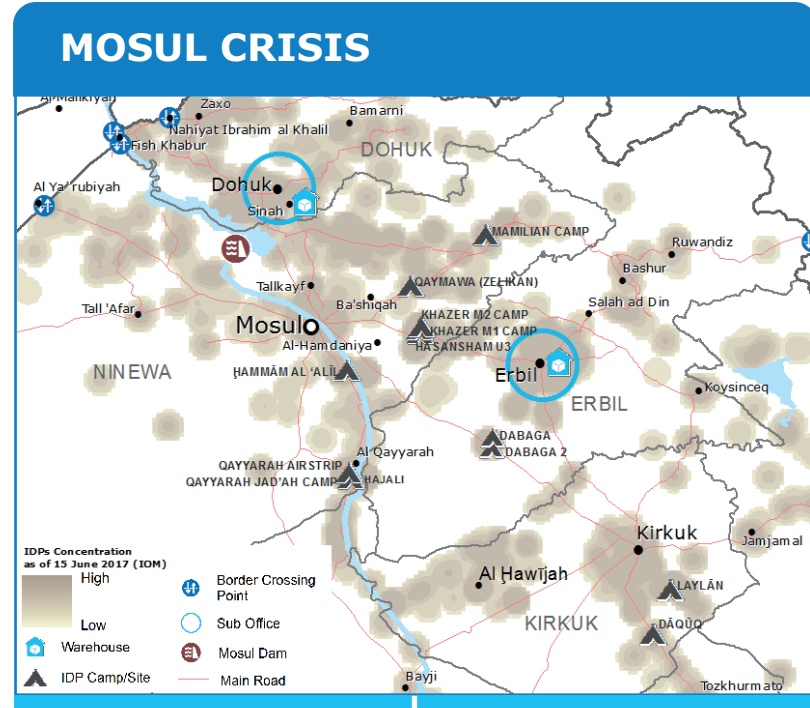 MOSUL CRISIS
Al-Malikiyah
Zaxo
Bamarni
Nahiyat Ibrahim al Khalil
Fish Khabur
DOHUK
Al Ya'rubiyah
Dohuk
Sinah
MAMILIAN CAMP
Ruwandiz
Bashur
QAYMAWA (ZELIKAN)
Tallkayf
Ba'shiqah
Salah ad Din
Tall 'Afar
KHAZER M2 CAMP
Mosul
KHAZER M1 CAMP
Al-Hamdaniya
HASANSHAM U3
NINEWA
ḨAMMĀM AL 'ALĪL
Erbil
Koysinceq
ERBIL
DABAGA
DABAGA 2
Al Qayyarah
QAYYARAH AIRSTRIP
QAYYARAH JAD'AH CAMP
HAJALI
Kirkuk
Jamjamal
Al Ḩawījah
LAYLĀN
KIRKUK
DĀQŪQ
Bayji
Tozkhurmato
IDPs Concentration
as of 15 June 2017 (IOM)
High
Low
Warehouse
IDP Camp/Site
Border Crossing
Point
Sub Office
Mosul Dam
Main Road